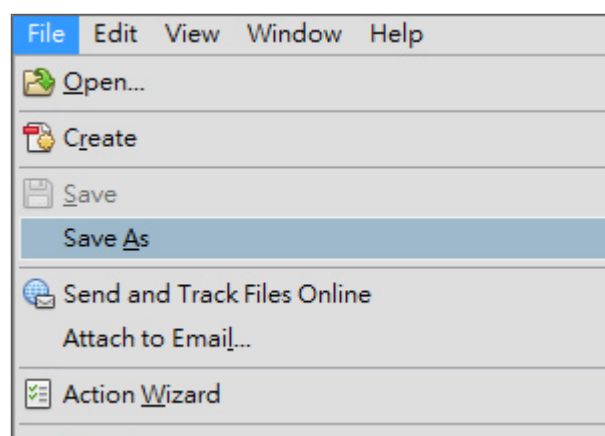 File Edit View Window Help
Open...
Create
Save
Save As
Send and Track Files Online
Attach to Email...
Action Wizard